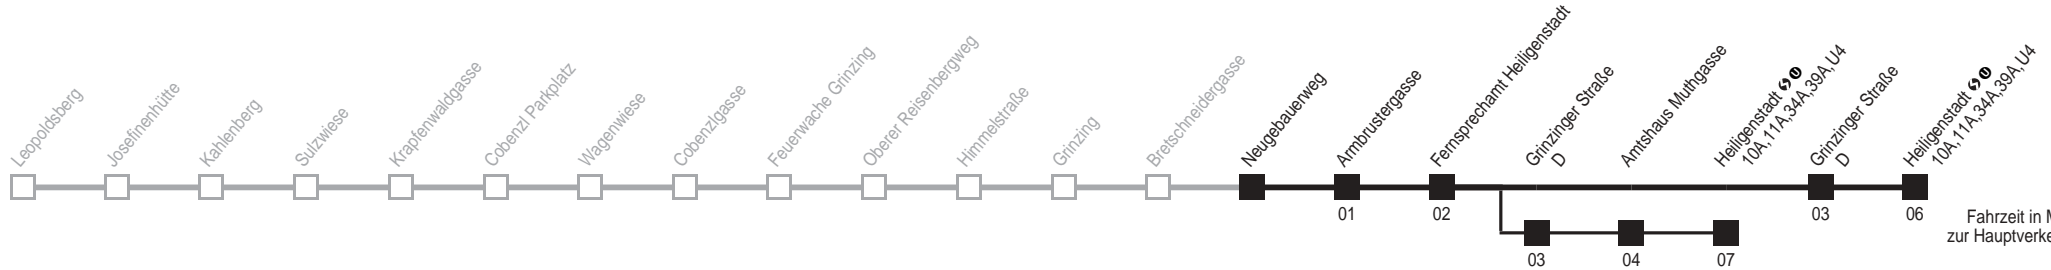 Leopoldsberg
Josefinenhütte
Kahlenberg
Sulzwiese
Krapfenwaldgasse
Cobenzl Parkplatz
Wagenwiese
Cobenzlgasse
Feuerwache Grinzing
Oberer Reisenbergweg
Himmelstraße
Grinzing
Bretschneidergasse
Neugebauerweg
Armbrustergasse
Fernsprechamt Heiligenstadt
Grinzinger Straße
D
Amtshaus Muthgasse
Heiligenstadt S U
10A,11A,34A,39A,U4
Grinzinger Straße
D
Heiligenstadt S U
10A,11A,34A,39A,U4
01
02
03
06
Fahrzeit in M
zur Hauptverke
03
04
07